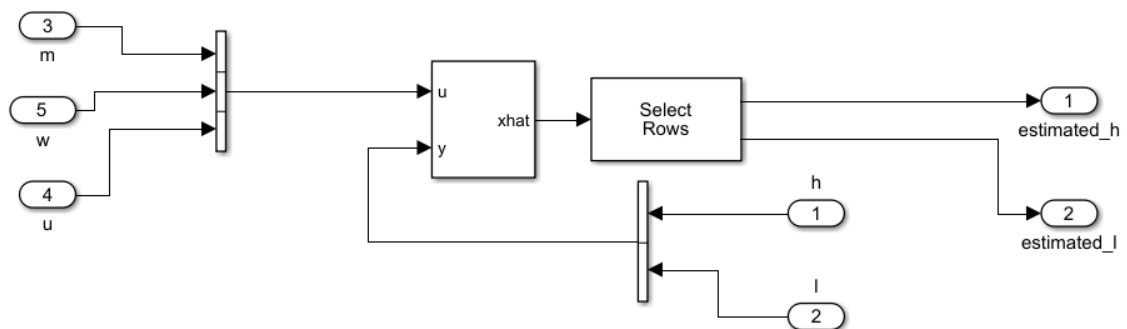 3
m
5
w
4
u
u
xhat
y
Select
Rows
1
estimated_h
2
estimated_l
h
1
l
2